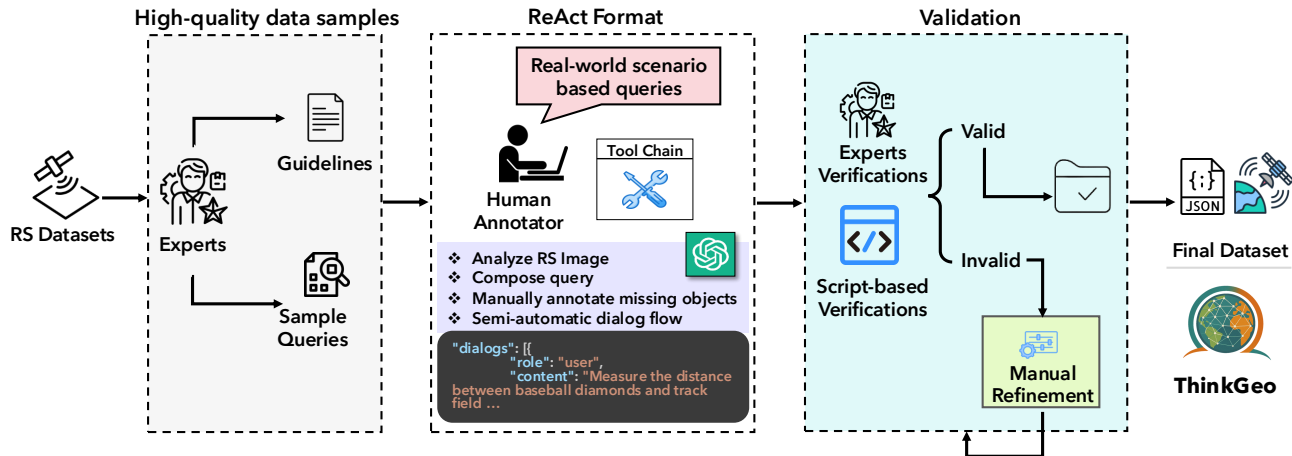 High-quality data samples
ReAct Format
Validation
RS Datasets
Experts
Guidelines
Sample
Queries
Real-world scenario
based queries
Human
Annotator
Tool Chain
❖ Analyze RS Image
❖ Compose query
❖ Manually annotate missing objects
❖ Semi-automatic dialog flow
"dialogs": [{
"role": "user",
"content": "Measure the distance
between baseball diamonds and track
field ...
Experts
Verifications
</>
Script-based
Verifications
Valid
Invalid
Manual
Refinement
{;}
JSON
Final Dataset
ThinkGeo